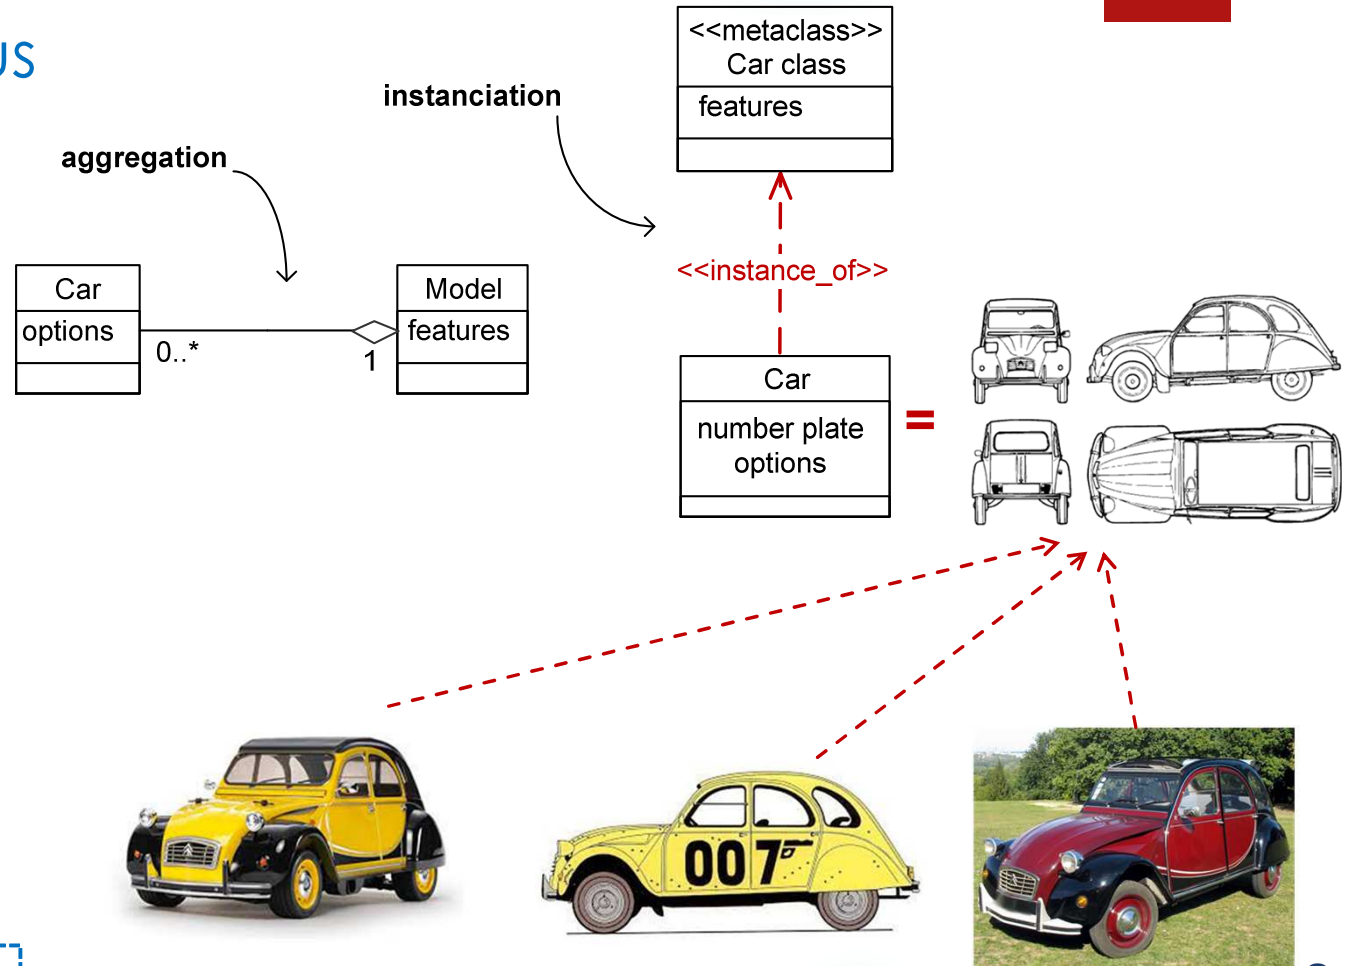 US
<<metaclass>>
Car class
features
instanciation
aggregation
<<instance_of>>
Car
options
0..*
1
Model
features
Car
number plate
options
=
007